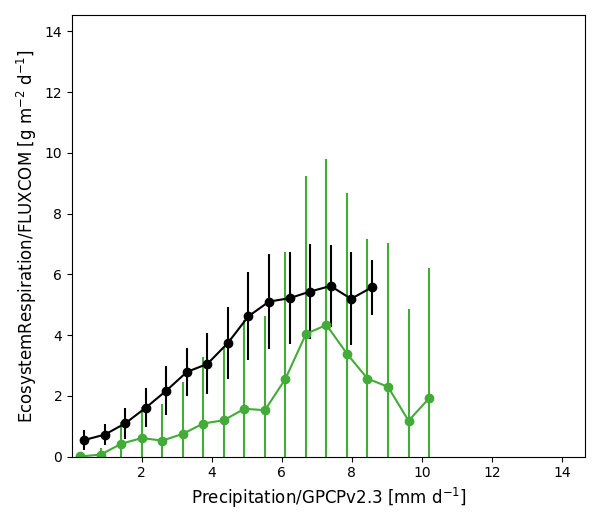 14
12
10
8
6
4
2
0
EcosystemRespiration/FLUXCOM [g m⁻² d⁻¹]
2 4 6 8 10 12 14
Precipitation/GPCPv2.3 [mm d⁻¹]